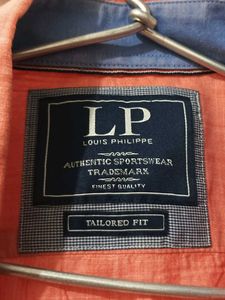 LP
LOUIS PHILIPPE
AUTHENTIC SPORTSWEAR
TRADEMARK
FINEST QUALITY
TAILORED FIT